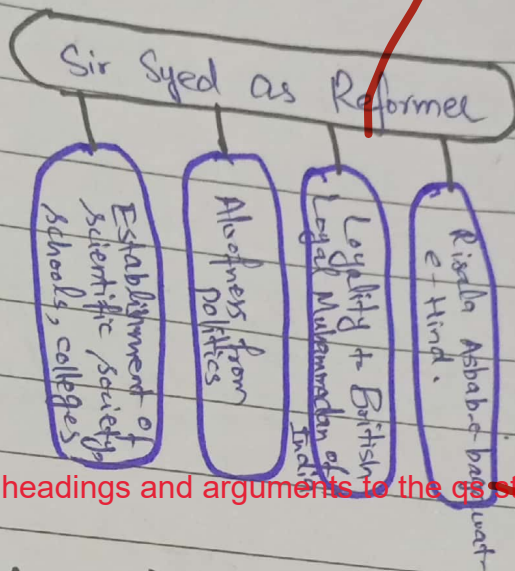 Sir Syed as Reformer
Establishment of
scientific society,
schools, colleges
Aloofness from
politics
Loyality to British
Loyal Muhammadan of
India
Risala Asbab-e-
e-Hind.
headings and arguments to the qs st